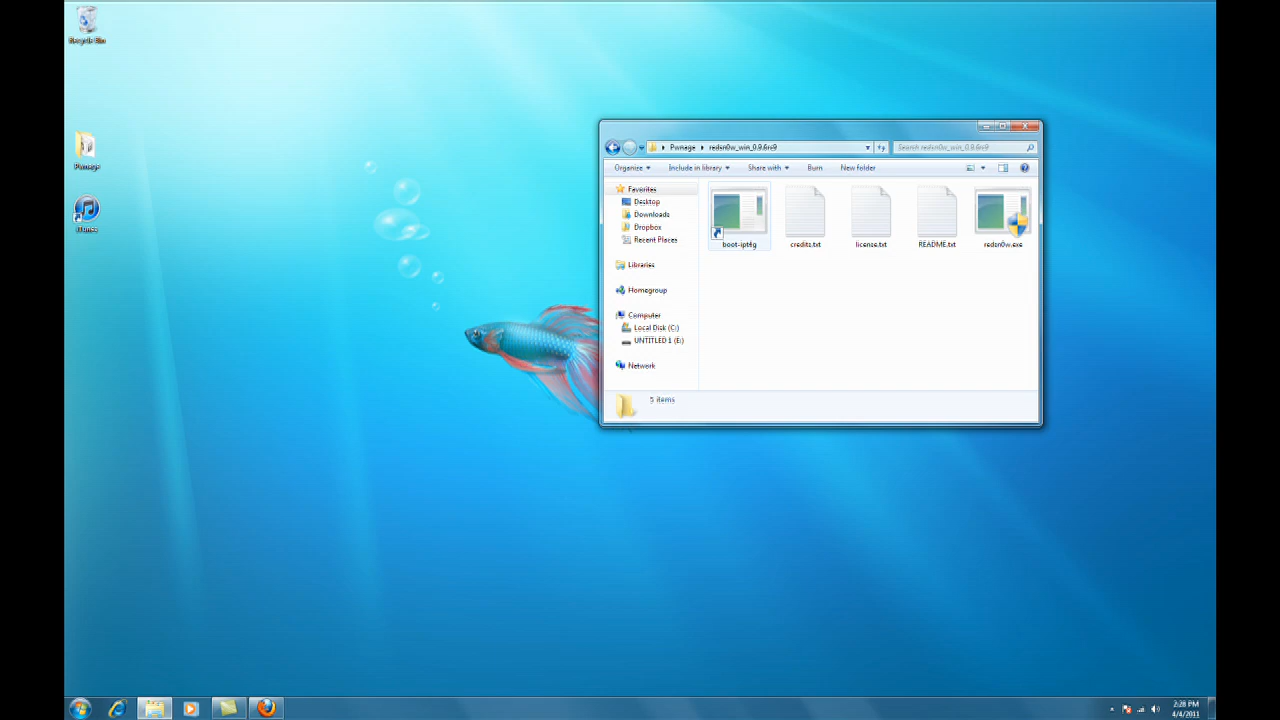 Recycle Bin
Pwnage
iTunes
Pwnage
redsn0w_win_0.9.6rc9
Search redsn0w_win_0.9.6rc9
Organize
Include in library
Share with
Burn
New folder
Favorites
Desktop
Downloads
Dropbox
Recent Places
Libraries
Homegroup
Computer
Local Disk (C:)
UNTITLED 1 (E:)
Network
boot-ipt4g
credits.txt
license.txt
README.txt
redsn0w.exe
5 items
2:28 PM
4/4/2011